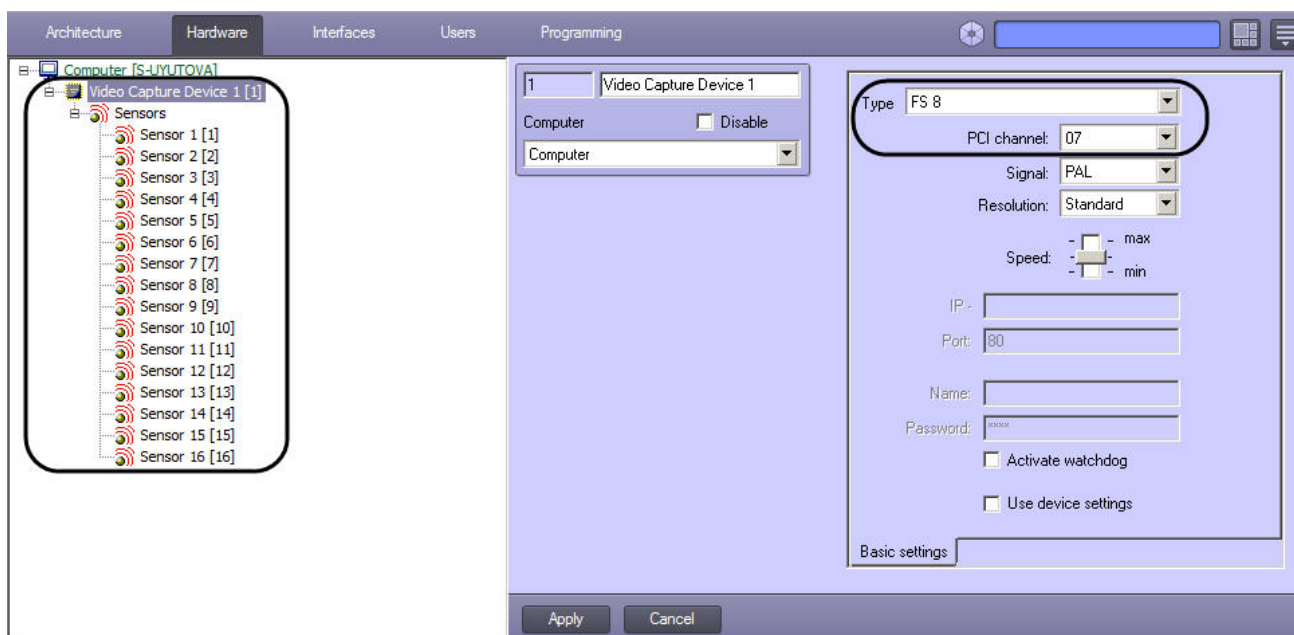 Architecture Hardware Interfaces Users Programming
Computer [S-UYUTOVA]
Video Capture Device 1 [1]
Sensors
Sensor 1 [1]
Sensor 2 [2]
Sensor 3 [3]
Sensor 4 [4]
Sensor 5 [5]
Sensor 6 [6]
Sensor 7 [7]
Sensor 8 [8]
Sensor 9 [9]
Sensor 10 [10]
Sensor 11 [11]
Sensor 12 [12]
Sensor 13 [13]
Sensor 14 [14]
Sensor 15 [15]
Sensor 16 [16]
1 Video Capture Device 1
Computer Disable
Computer
Type FS 8
PCI channel: 07
Signal: PAL
Resolution: Standard
max
Speed:
min
IP -
Port: 80
Name:
Password: ××××
Activate watchdog
Use device settings
Basic settings
Apply Cancel